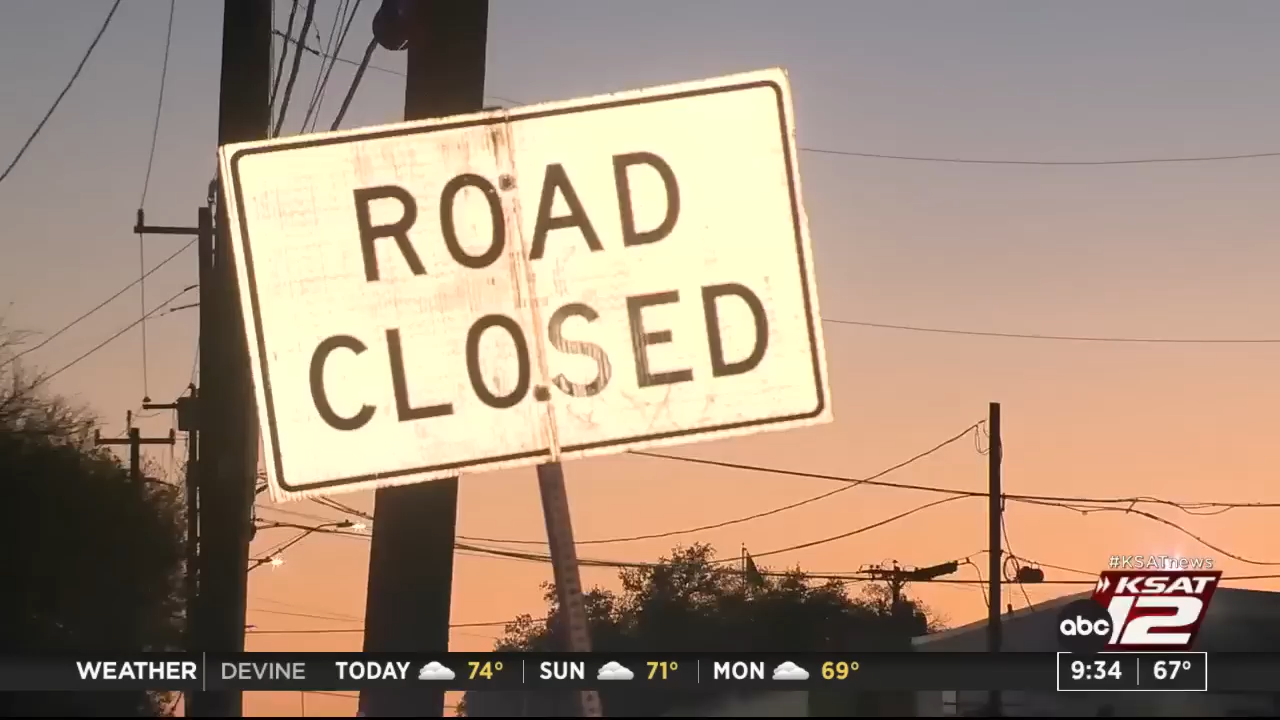 ROAD
CLOSED
#KSATnews
KSAT
abc 12
WEATHER DEVINE TODAY 74° SUN 71° MON 69° 9:34 67°